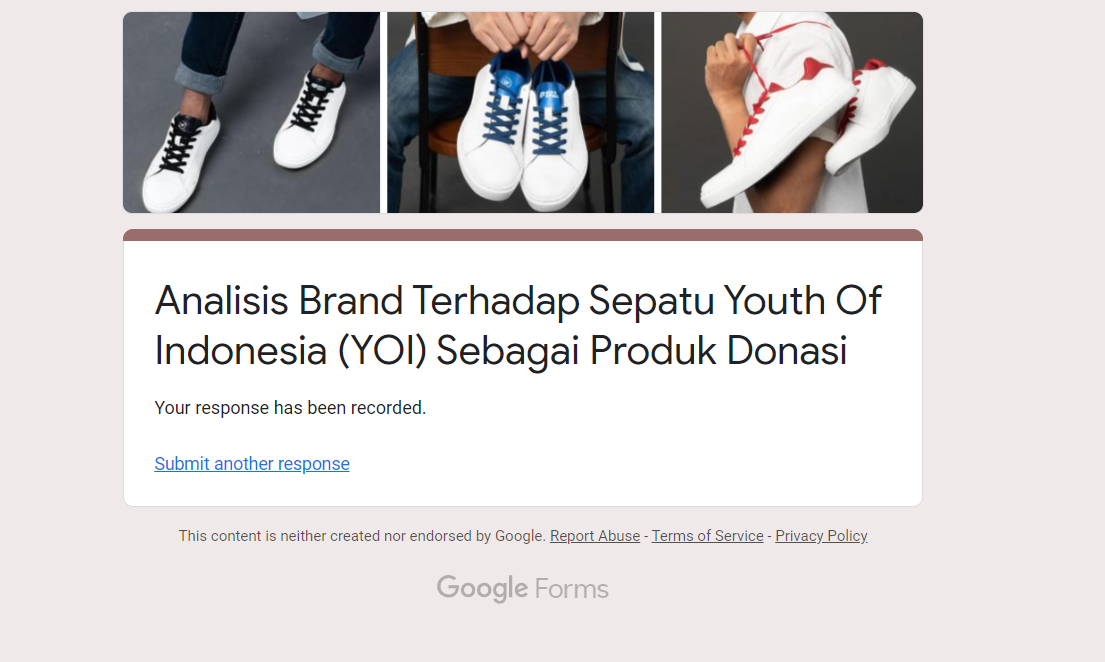 Analisis Brand Terhadap Sepatu Youth Of
Indonesia (YOI) Sebagai Produk Donasi
Your response has been recorded.
Submit another response
This content is neither created nor endorsed by Google. Report Abuse - Terms of Service - Privacy Policy
Google Forms